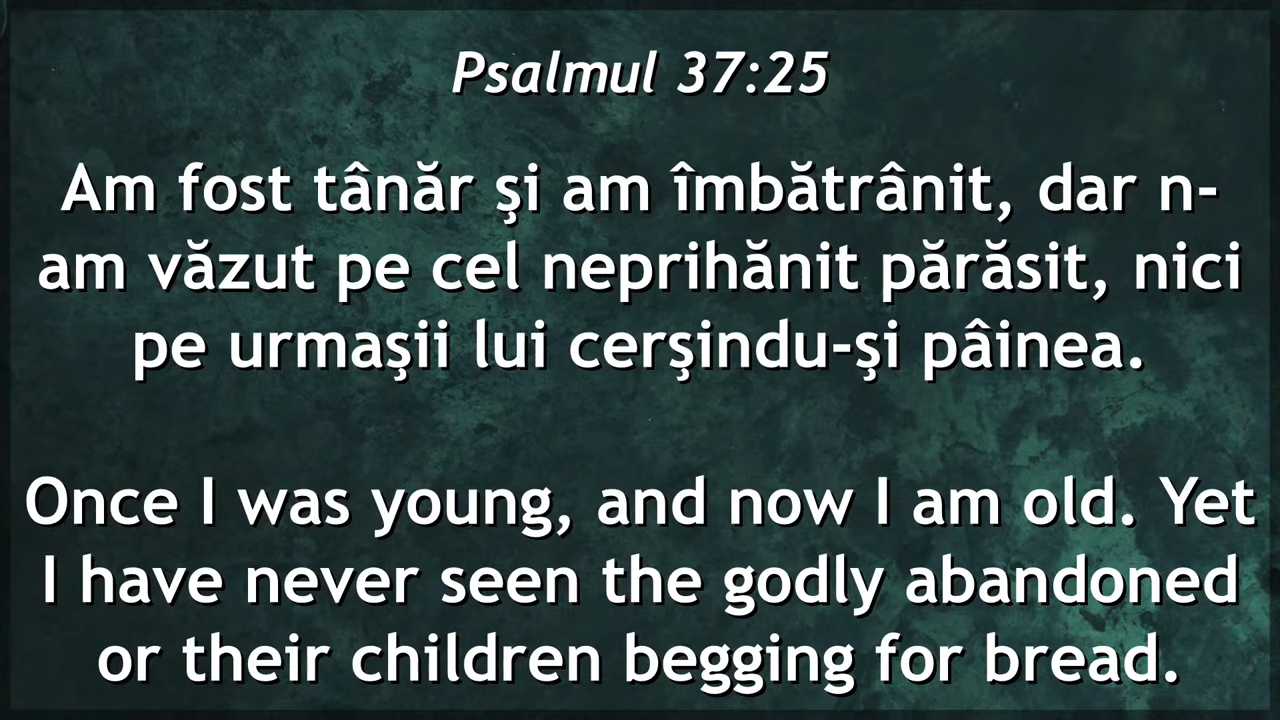 Psalmul 37:25
Am fost tânăr şi am îmbătrânit, dar n-
am văzut pe cel neprihănit părăsit, nici
pe urmaşii lui cerşindu-şi pâinea.
Once I was young, and now I am old. Yet
I have never seen the godly abandoned
or their children begging for bread.